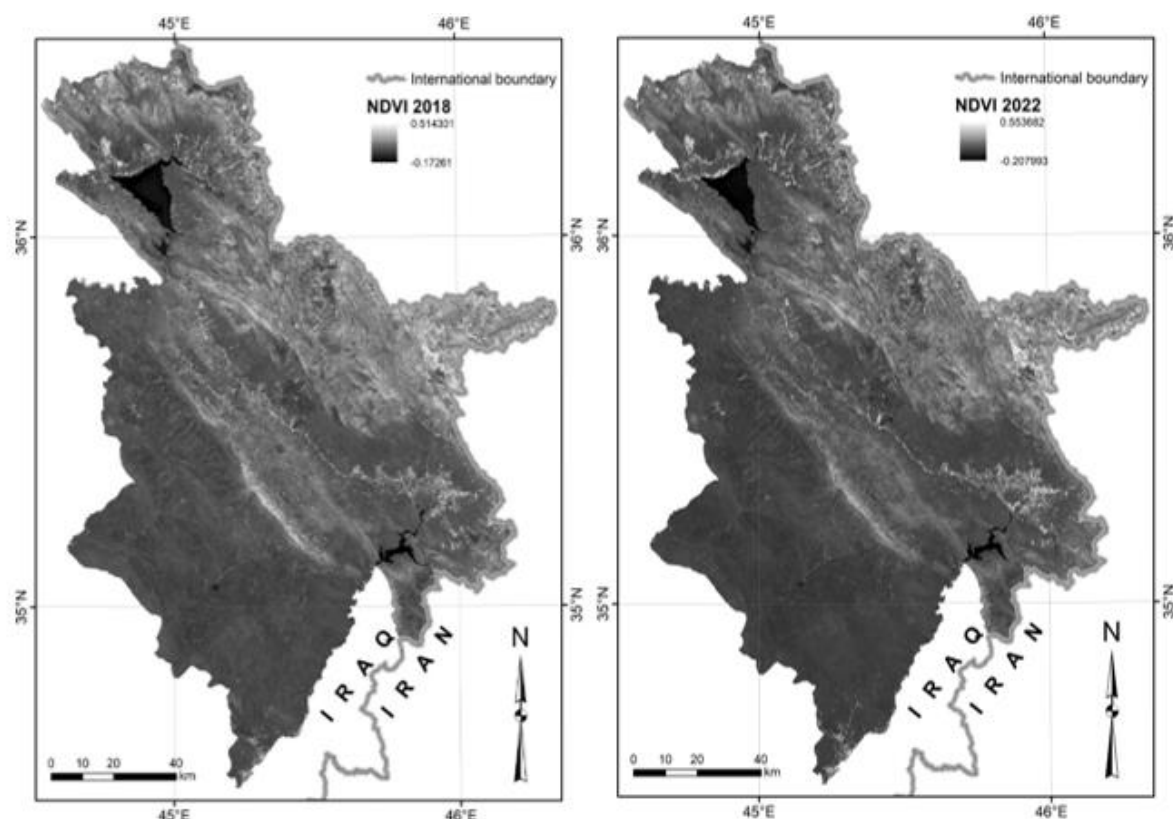 45°E
46°E
International boundary
NDVI 2018
0.514331
-0.17261
36°N
36°N
35°N
35°N
IRAQ
IRAN
N
0 10 20 40
km
45°E
46°E
45°E
46°E
International boundary
NDVI 2022
0.553682
-0.207993
36°N
36°N
35°N
35°N
IRAQ
IRAN
N
0 10 20 40
km
45°E
46°E